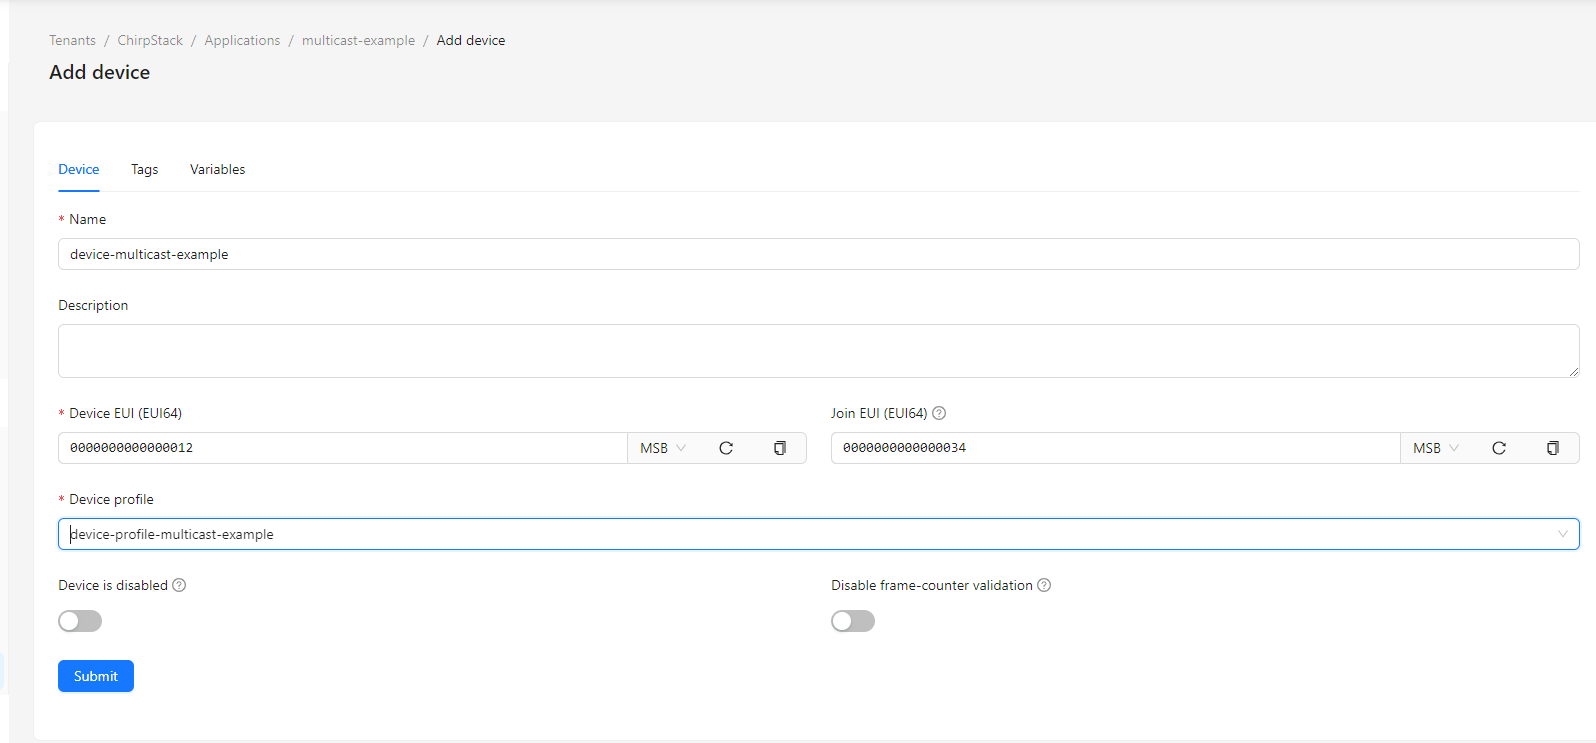 Tenants / ChirpStack / Applications / multicast-example / Add device
Add device
Device Tags Variables
* Name
device-multicast-example
Description
* Device EUI (EUI64) Join EUI (EUI64)
0000000000000012 MSB 0000000000000034 MSB
* Device profile
device-profile-multicast-example
Device is disabled Disable frame-counter validation
Submit